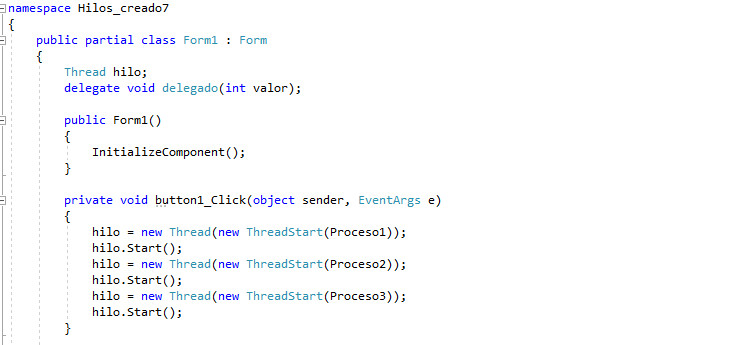 namespace Hilos_creado7
{
    public partial class Form1 : Form
    {
        Thread hilo;
        delegate void delegado(int valor);
        public Form1()
        {
            InitializeComponent();
        }
        private void button1_Click(object sender, EventArgs e)
        {
            hilo = new Thread(new ThreadStart(Proceso1));
            hilo.Start();
            hilo = new Thread(new ThreadStart(Proceso2));
            hilo.Start();
            hilo = new Thread(new ThreadStart(Proceso3));
            hilo.Start();
        }